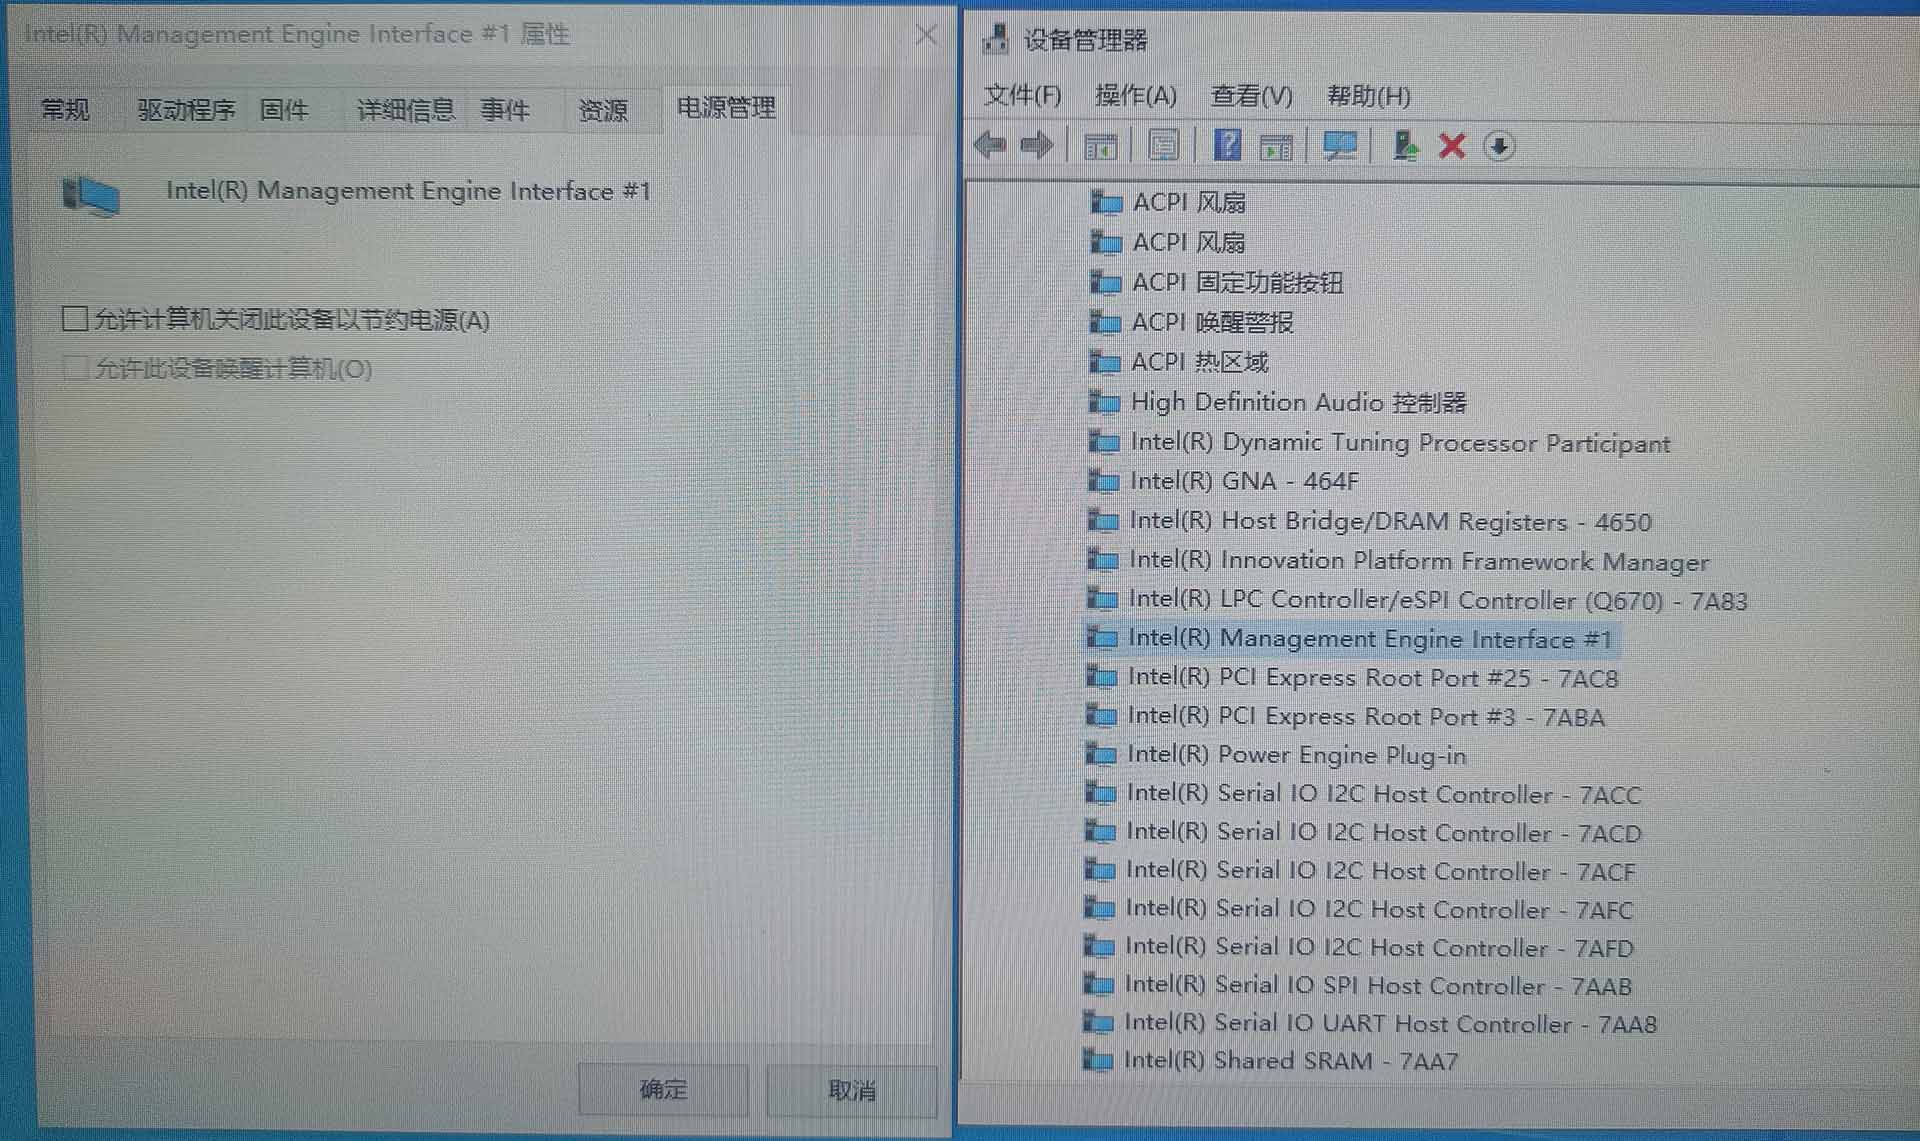 Intel(R) Management Engine Interface #1 属性
常规 驱动程序 固件 详细信息 事件 资源 电源管理
Intel(R) Management Engine Interface #1
允许计算机关闭此设备以节约电源(A)
允许此设备唤醒计算机(O)
确定 取消
设备管理器
文件(F) 操作(A) 查看(V) 帮助(H)
ACPI 风扇
ACPI 风扇
ACPI 固定功能按钮
ACPI 唤醒警报
ACPI 热区域
High Definition Audio 控制器
Intel(R) Dynamic Tuning Processor Participant
Intel(R) GNA - 464F
Intel(R) Host Bridge/DRAM Registers - 4650
Intel(R) Innovation Platform Framework Manager
Intel(R) LPC Controller/eSPI Controller (Q670) - 7A83
Intel(R) Management Engine Interface #1
Intel(R) PCI Express Root Port #25 - 7AC8
Intel(R) PCI Express Root Port #3 - 7ABA
Intel(R) Power Engine Plug-in
Intel(R) Serial IO I2C Host Controller - 7ACC
Intel(R) Serial IO I2C Host Controller - 7ACD
Intel(R) Serial IO I2C Host Controller - 7ACF
Intel(R) Serial IO I2C Host Controller - 7AFC
Intel(R) Serial IO I2C Host Controller - 7AFD
Intel(R) Serial IO SPI Host Controller - 7AAB
Intel(R) Serial IO UART Host Controller - 7AA8
Intel(R) Shared SRAM - 7AA7